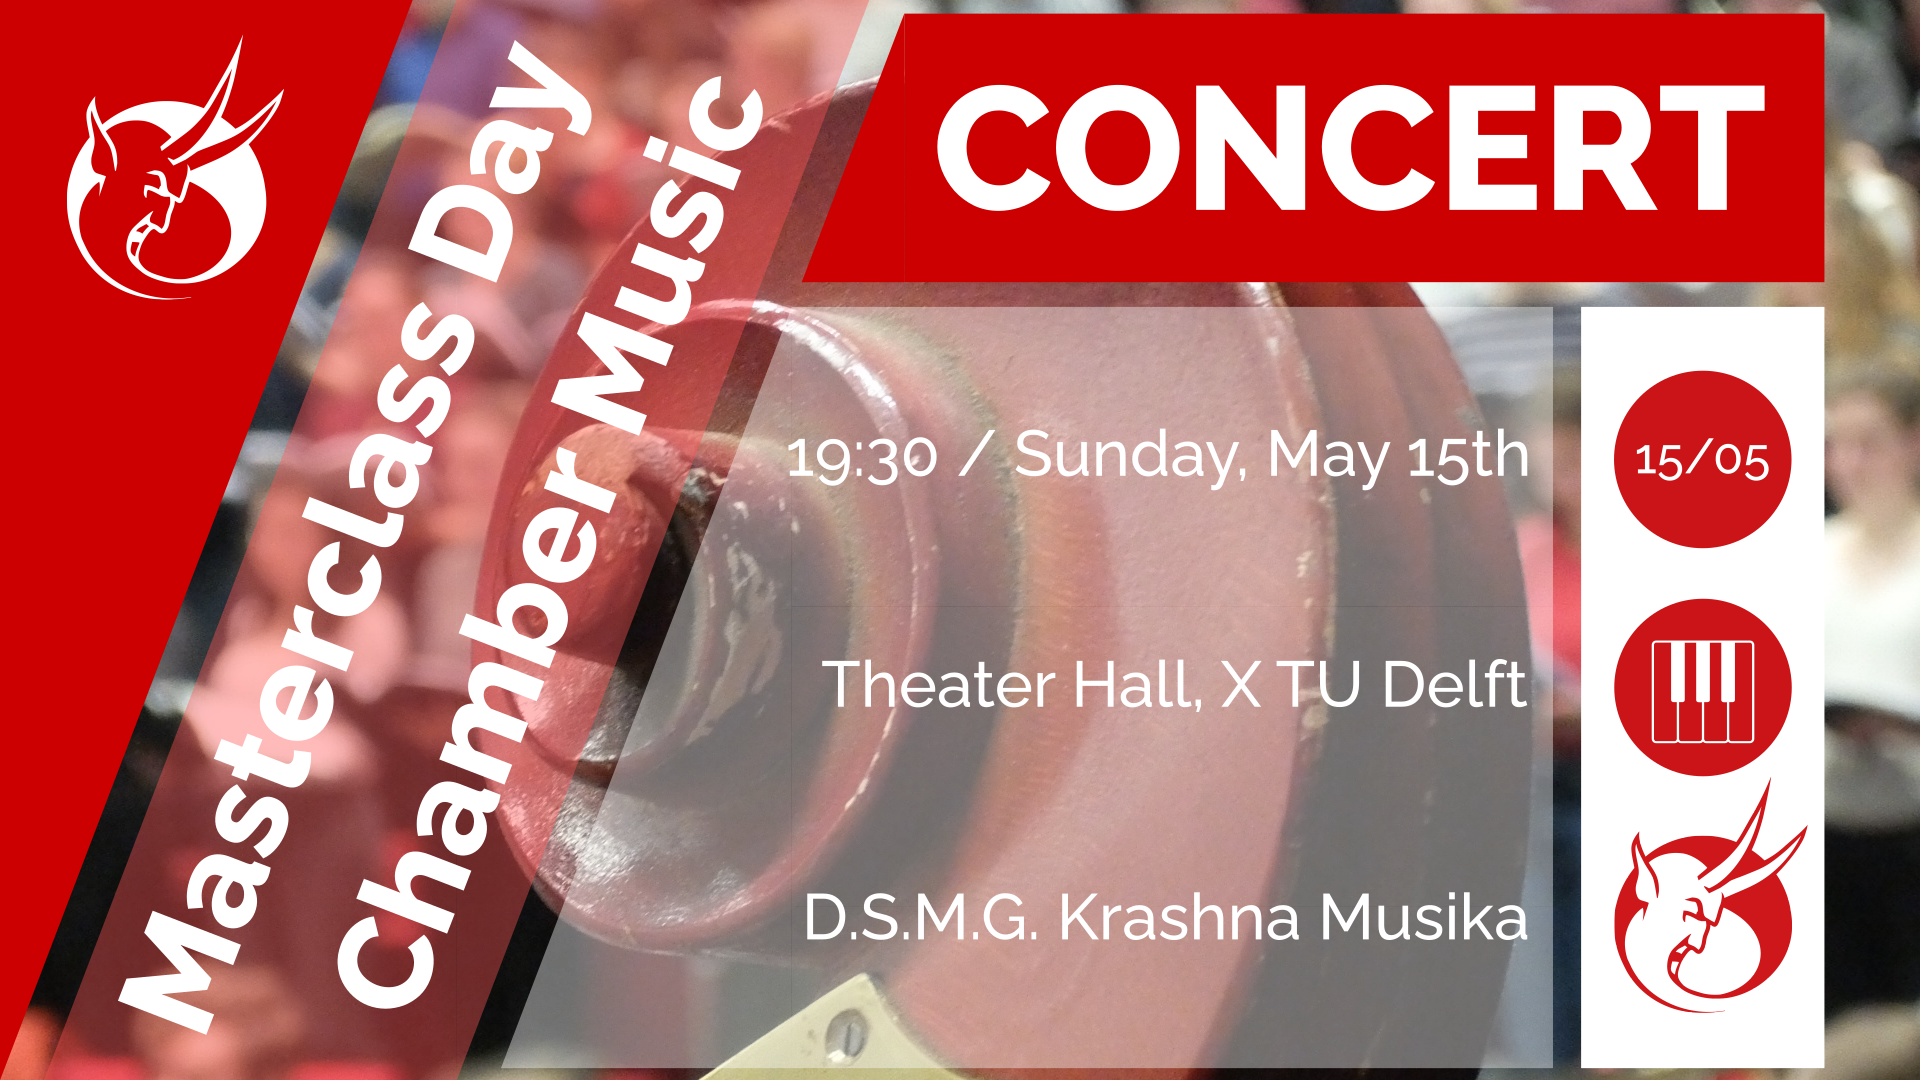 Masterclass Day
Chamber Music
CONCERT
19:30 / Sunday, May 15th
15/05
Theater Hall, X TU Delft
D.S.M.G. Krashna Musika